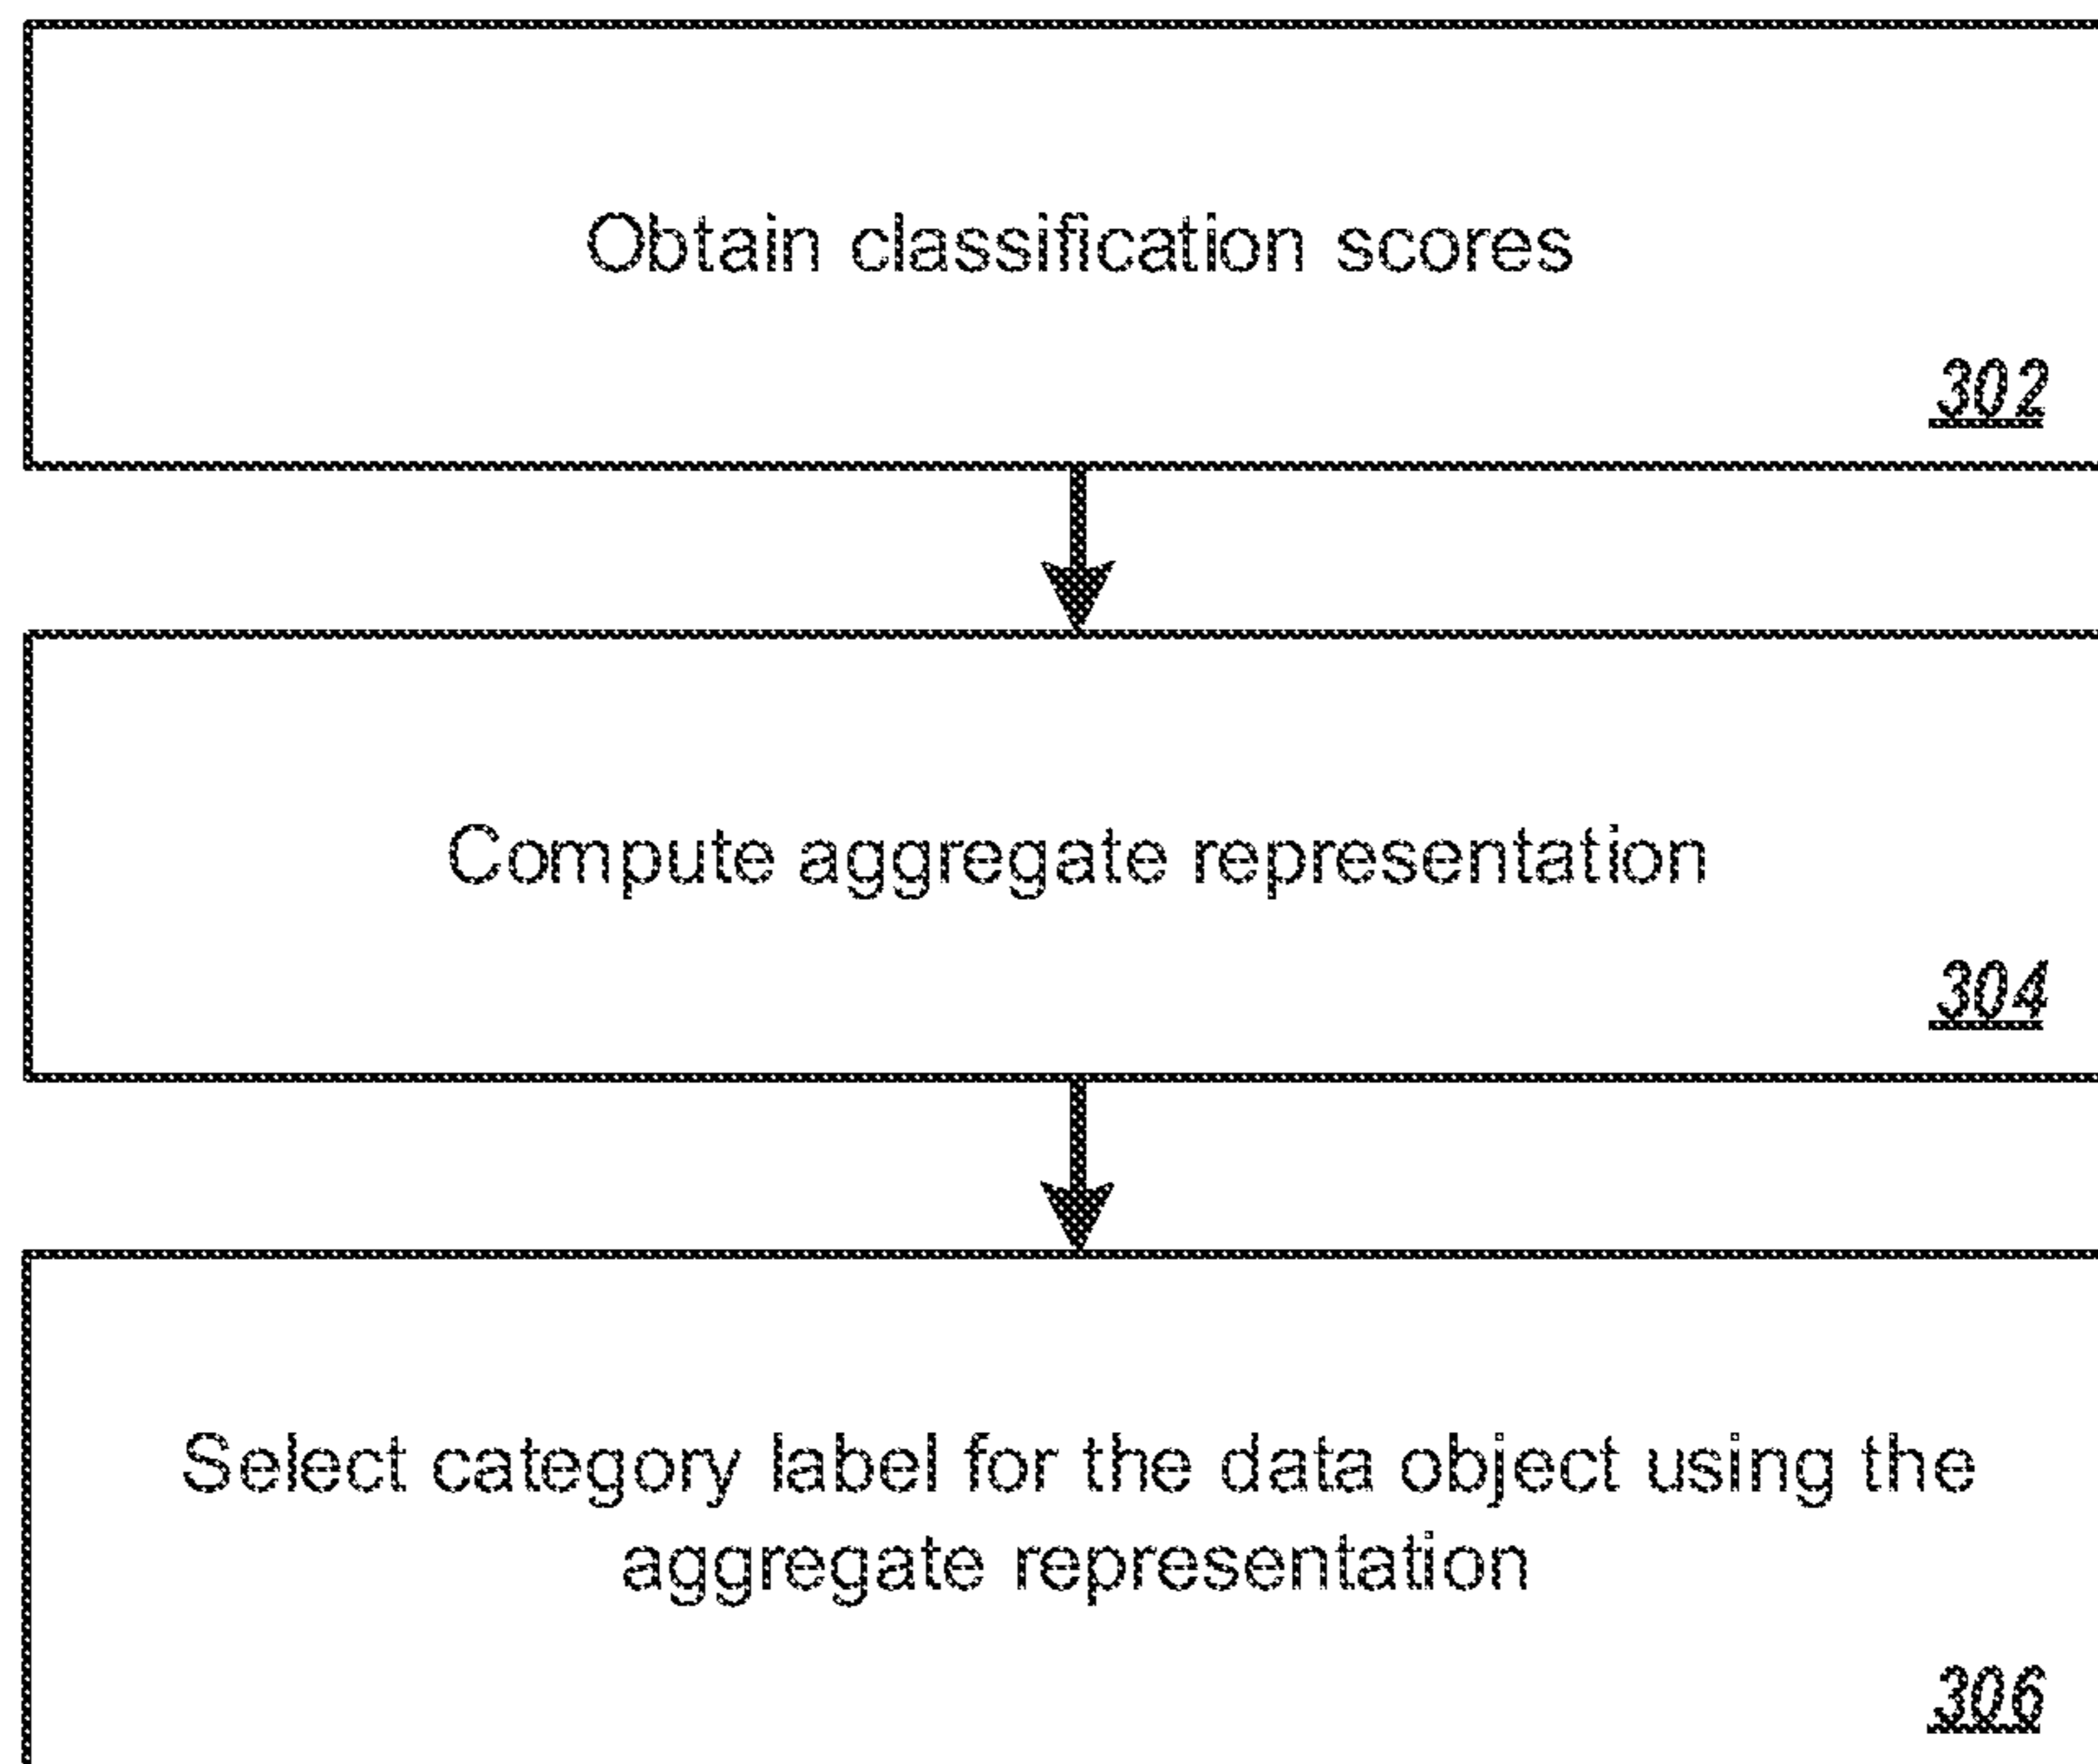 Obtain classification scores
302
Compute aggregate representation
304
Select category label for the data object using the
aggregate representation
306